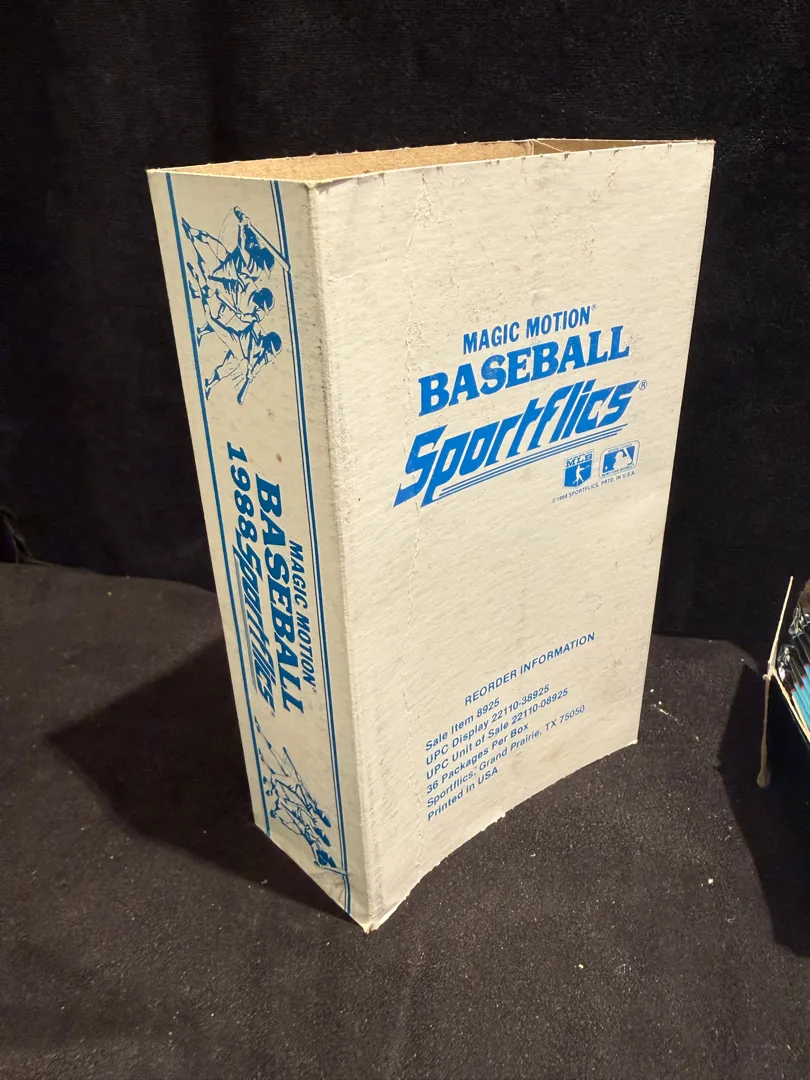 MAGIC MOTION®
BASEBALL
1988 Sportflics
MAGIC MOTION®
BASEBALL
Sportflics®
MLB
©1988 SPORTFLICS, PRTD. IN U.S.A.
REORDER INFORMATION
Sale Item 8925
UPC Display 22110-38925
UPC Unit of Sale 22110-08925
36 Packages Per Box
Sportflics, Grand Prairie, TX 75050
Printed in USA